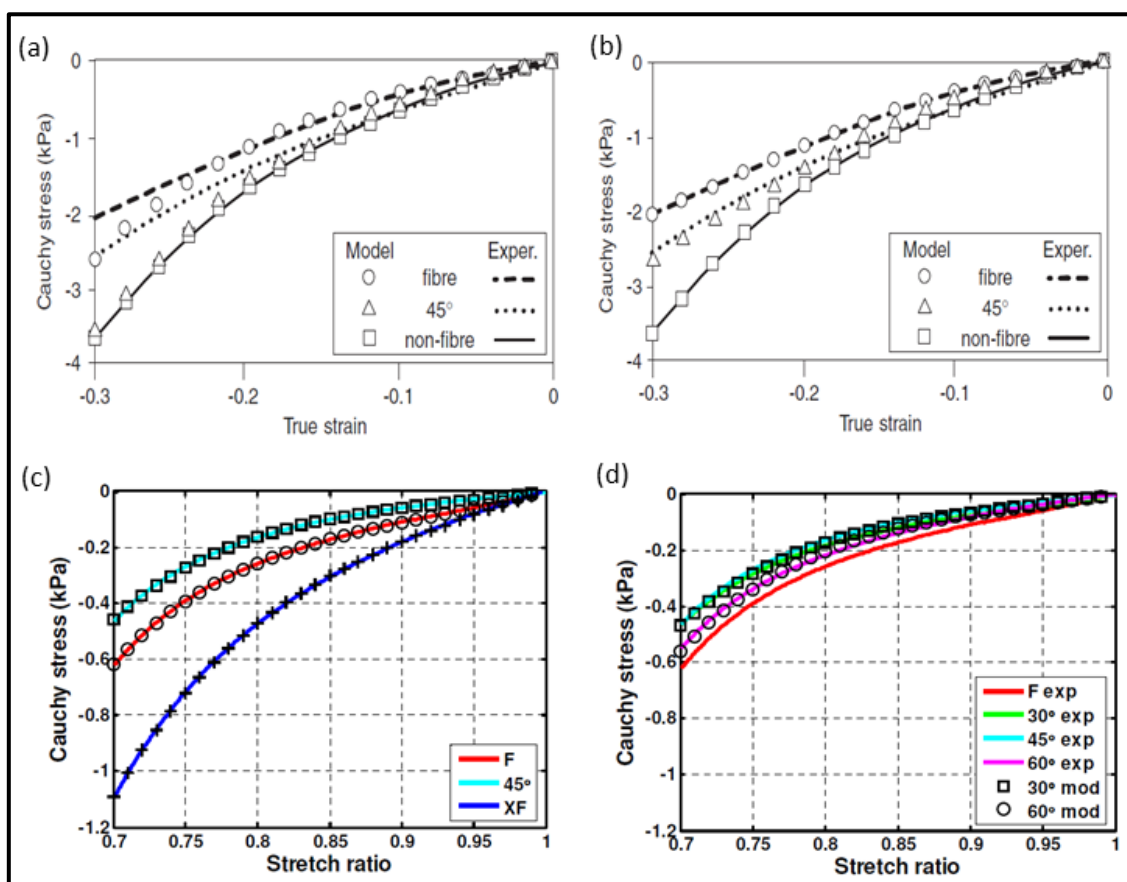 (a)
0
-1
-2
-3
-4
Cauchy stress (kPa)
Model Exper.
fibre
45°
non-fibre
-0.3 -0.2 -0.1 0
True strain
(b)
0
-1
-2
-3
-4
Cauchy stress (kPa)
Model Exper.
fibre
45°
non-fibre
-0.3 -0.2 -0.1 0
True strain
(c)
0
-0.2
-0.4
-0.6
-0.8
-1
-1.2
Cauchy stress (kPa)
F
45°
XF
0.7 0.75 0.8 0.85 0.9 0.95 1
Stretch ratio
(d)
0
-0.2
-0.4
-0.6
-0.8
-1
-1.2
Cauchy stress (kPa)
F exp
30° exp
45° exp
60° exp
30° mod
60° mod
0.7 0.75 0.8 0.85 0.9 0.95 1
Stretch ratio